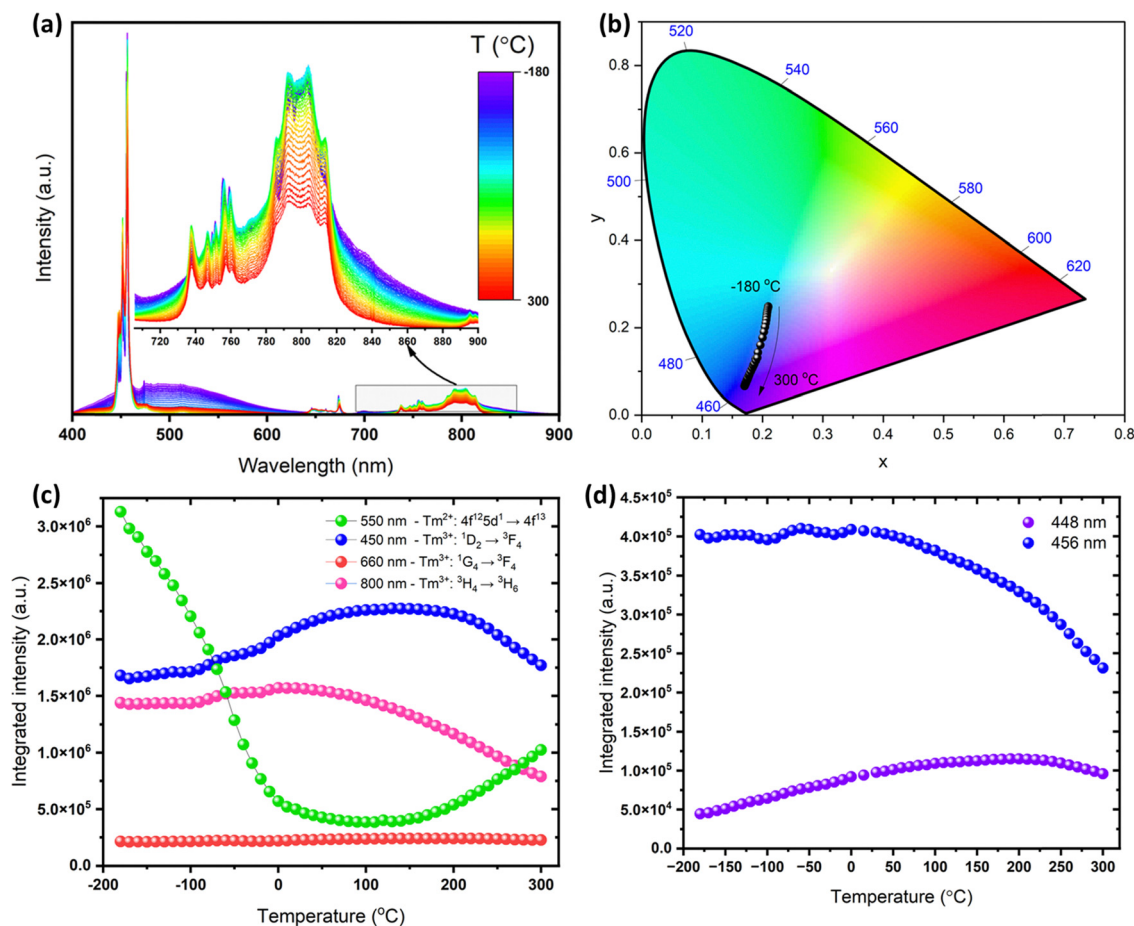 (a)
T (°C)
-180
300
Intensity (a.u.)
720 740 760 780 800 820 840 860 880 900
400 500 600 700 800 900
Wavelength (nm)
(b)
520
540
560
500
580
600
620
480
460
-180 °C
300 °C
y
0.8
0.6
0.4
0.2
0.0
0.0 0.1 0.2 0.3 0.4 0.5 0.6 0.7 0.8
x
(c)
550 nm - Tm²⁺: 4f¹²5d¹ → 4f¹³
450 nm - Tm³⁺: ¹D₂ → ³F₄
660 nm - Tm³⁺: ¹G₄ → ³F₄
800 nm - Tm³⁺: ³H₄ → ³H₆
Integrated intensity (a.u.)
3.0×10⁶
2.5×10⁶
2.0×10⁶
1.5×10⁶
1.0×10⁶
5.0×10⁵
0.0
-200 -100 0 100 200 300
Temperature (°C)
(d)
448 nm
456 nm
Integrated intensity (a.u.)
4.5×10⁵
4.0×10⁵
3.5×10⁵
3.0×10⁵
2.5×10⁵
2.0×10⁵
1.5×10⁵
1.0×10⁵
5.0×10⁴
0.0
-200 -150 -100 -50 0 50 100 150 200 250 300
Temperature (°C)